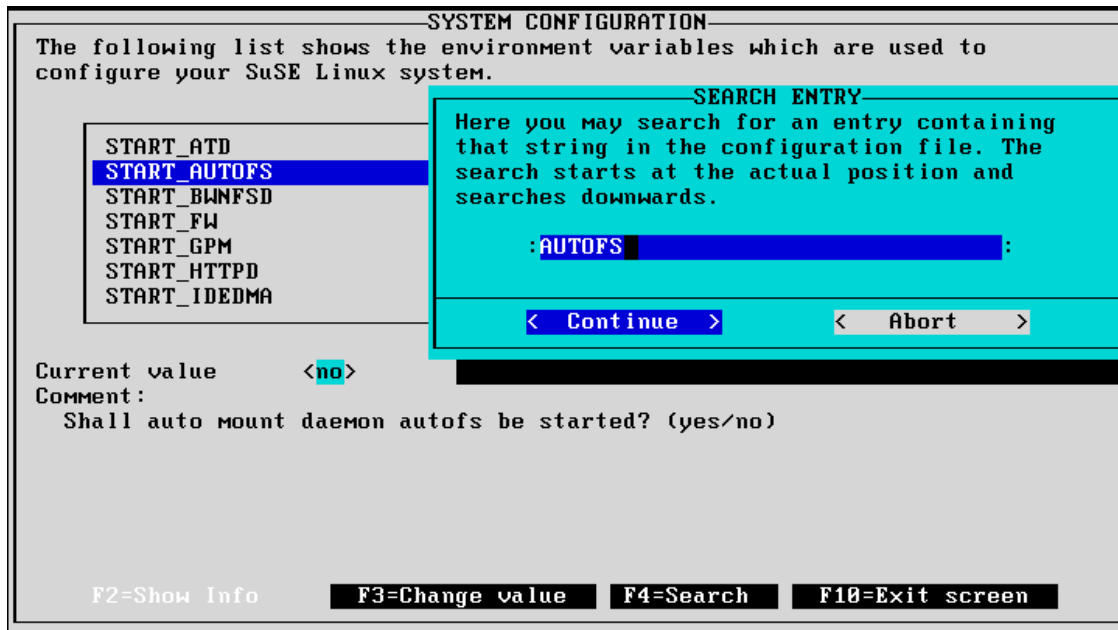 SYSTEM CONFIGURATION
The following list shows the environment variables which are used to
configure your SuSE Linux system.
SEARCH ENTRY
Here you may search for an entry containing
that string in the configuration file. The
search starts at the actual position and
searches downwards.
:AUTOFS :
< Continue > < Abort >
START_ATD
START_AUTOFS
START_BWNFSD
START_FW
START_GPM
START_HTTPD
START_IDEDMA
Current value <no>
Comment:
Shall auto mount daemon autofs be started? (yes/no)
F2=Show Info F3=Change value F4=Search F10=Exit screen